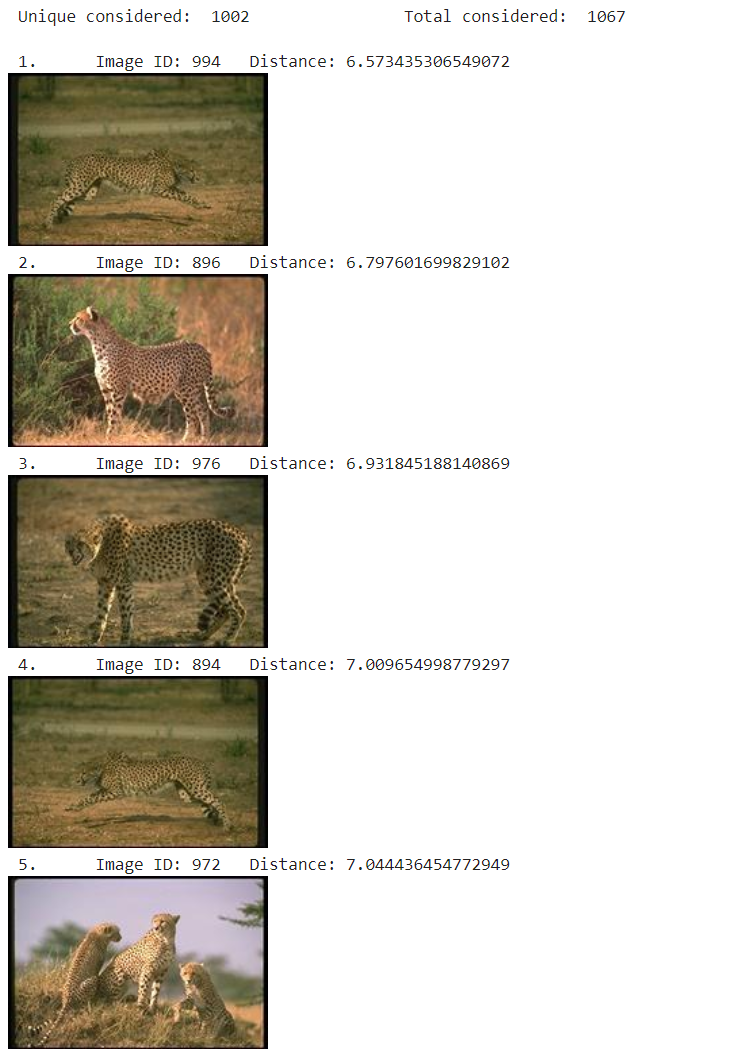 Unique considered:  1002                Total considered:  1067
1.      Image ID: 994   Distance: 6.573435306549072
2.      Image ID: 896   Distance: 6.797601699829102
3.      Image ID: 976   Distance: 6.931845188140869
4.      Image ID: 894   Distance: 7.009654998779297
5.      Image ID: 972   Distance: 7.044436454772949